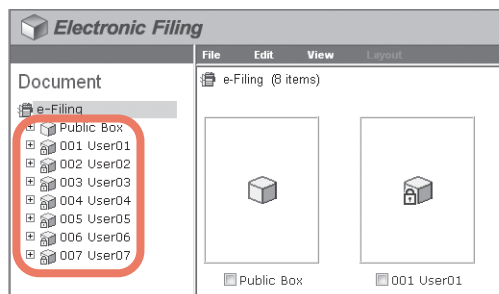 Electronic Filing
File Edit View Layout
Document
e-Filing
Public Box
001 User01
002 User02
003 User03
004 User04
005 User05
006 User06
007 User07
e-Filing (8 items)
Public Box
001 User01